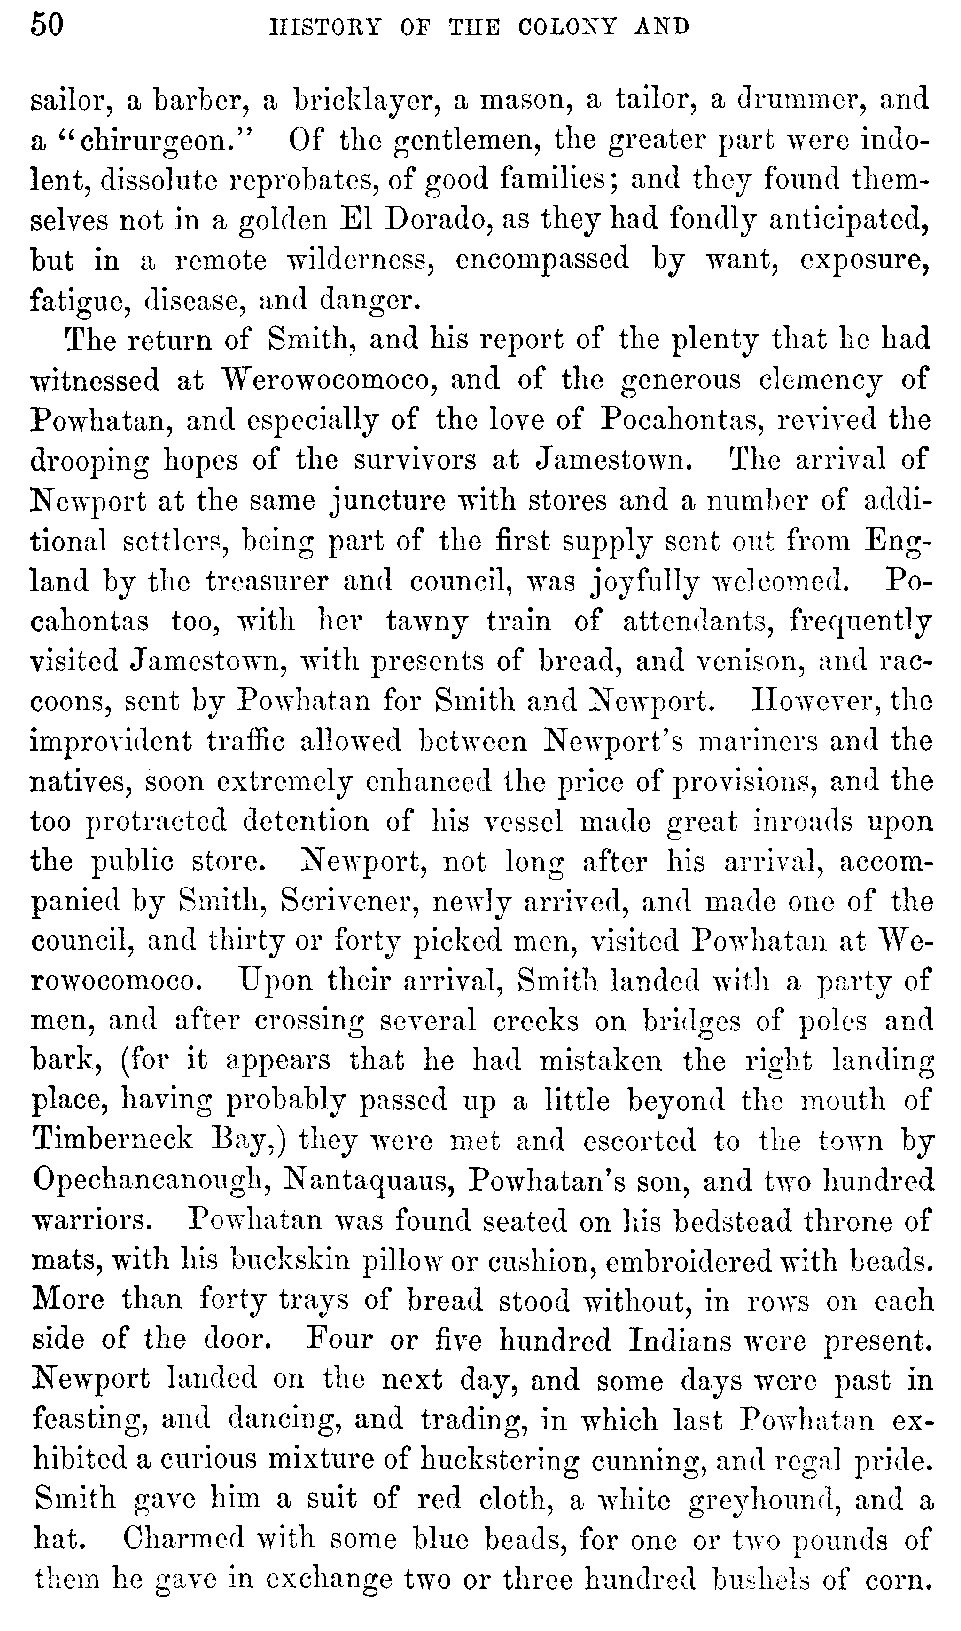 50 HISTORY OF THE COLONY AND
sailor, a barber, a bricklayer, a mason, a tailor, a drummer, and
a "chirurgeon." Of the gentlemen, the greater part were indo-
lent, dissolute reprobates, of good families; and they found them-
selves not in a golden El Dorado, as they had fondly anticipated,
but in a remote wilderness, encompassed by want, exposure,
fatigue, disease, and danger.
The return of Smith, and his report of the plenty that he had
witnessed at Werowocomoco, and of the generous clemency of
Powhatan, and especially of the love of Pocahontas, revived the
drooping hopes of the survivors at Jamestown. The arrival of
Newport at the same juncture with stores and a number of addi-
tional settlers, being part of the first supply sent out from Eng-
land by the treasurer and council, was joyfully welcomed. Po-
cahontas too, with her tawny train of attendants, frequently
visited Jamestown, with presents of bread, and venison, and rac-
coons, sent by Powhatan for Smith and Newport. However, the
improvident traffic allowed between Newport's mariners and the
natives, soon extremely enhanced the price of provisions, and the
too protracted detention of his vessel made great inroads upon
the public store. Newport, not long after his arrival, accom-
panied by Smith, Scrivener, newly arrived, and made one of the
council, and thirty or forty picked men, visited Powhatan at We-
rowocomoco. Upon their arrival, Smith landed with a party of
men, and after crossing several creeks on bridges of poles and
bark, (for it appears that he had mistaken the right landing
place, having probably passed up a little beyond the mouth of
Timberneck Bay,) they were met and escorted to the town by
Opechancanough, Nantaquaus, Powhatan's son, and two hundred
warriors. Powhatan was found seated on his bedstead throne of
mats, with his buckskin pillow or cushion, embroidered with beads.
More than forty trays of bread stood without, in rows on each
side of the door. Four or five hundred Indians were present.
Newport landed on the next day, and some days were past in
feasting, and dancing, and trading, in which last Powhatan ex-
hibited a curious mixture of huckstering cunning, and regal pride.
Smith gave him a suit of red cloth, a white greyhound, and a
hat. Charmed with some blue beads, for one or two pounds of
them he gave in exchange two or three hundred bushels of corn.